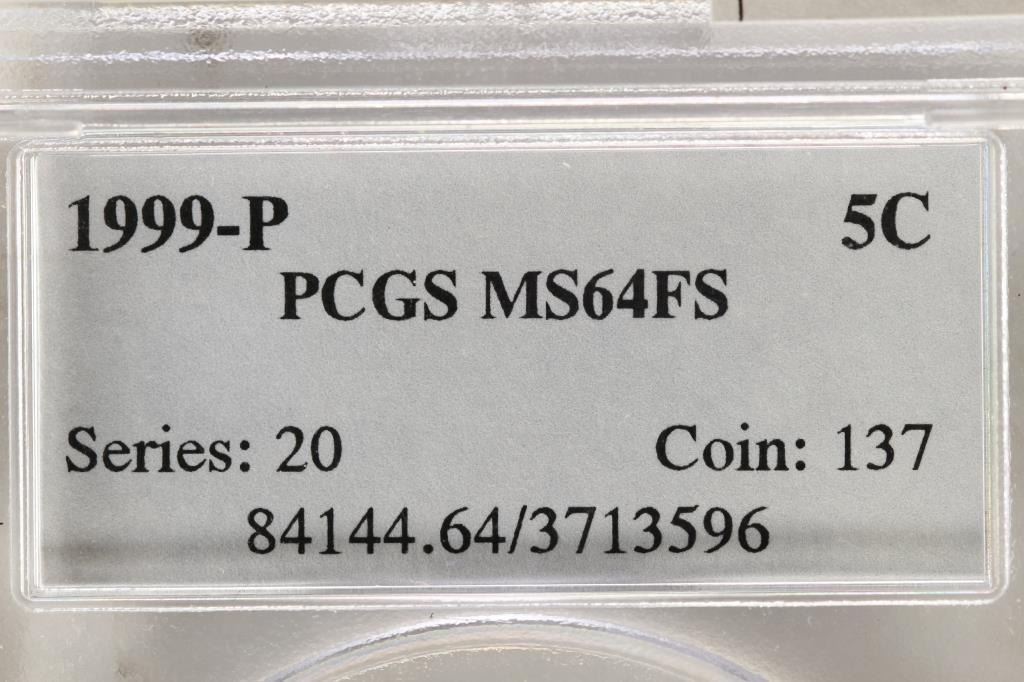 1999-P 5C
PCGS MS64FS
Series: 20 Coin: 137
84144.64/3713596